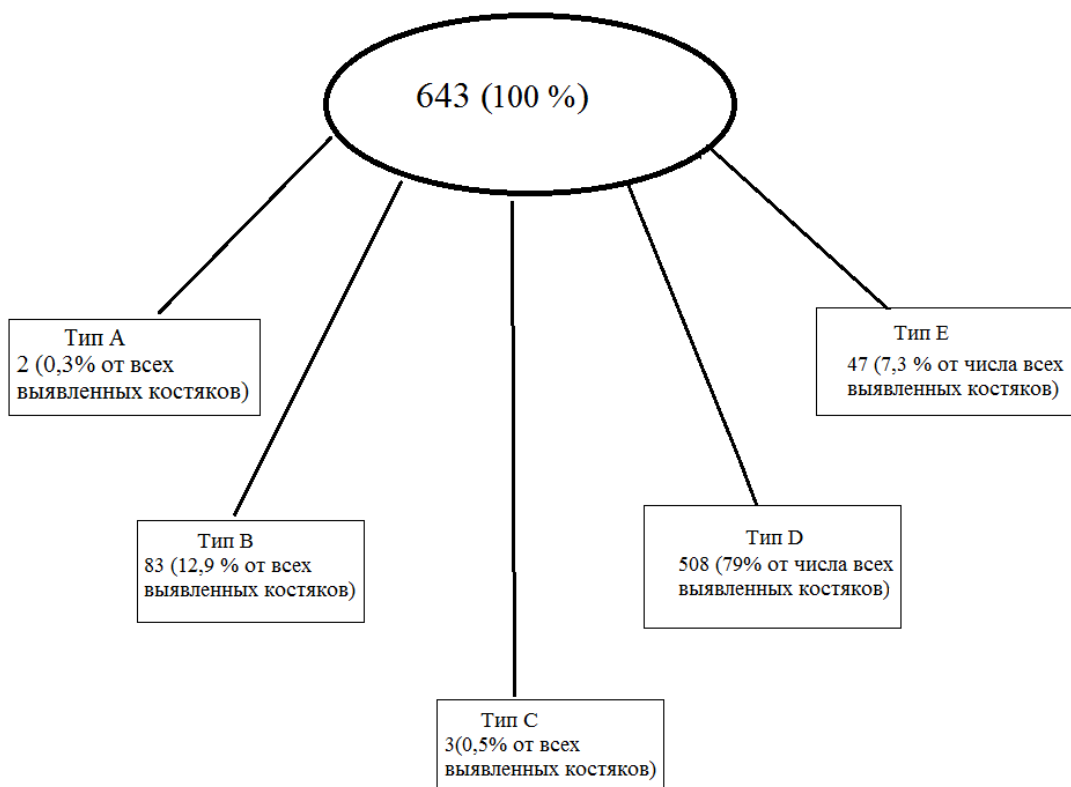 643 (100 %)
Тип A
2 (0,3% от всех
выявленных костяков)
Тип B
83 (12,9 % от всех
выявленных костяков)
Тип C
3(0,5% от всех
выявленных костяков)
Тип D
508 (79% от числа всех
выявленных костяков)
Тип E
47 (7,3 % от числа всех
выявленных костяков)